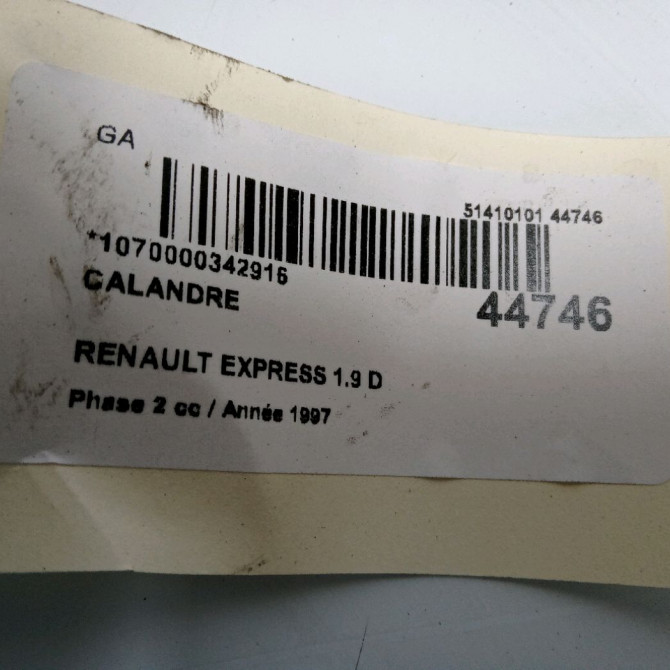 GA
51410101 44746
*1070000342916
44746
CALANDRE
RENAULT EXPRESS 1.9 D
Phase 2 cc / Année 1997